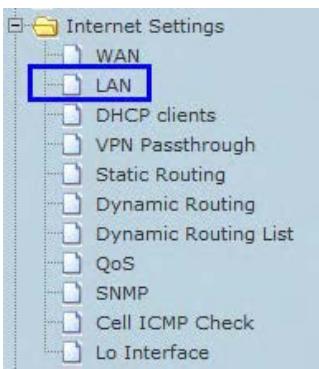 Internet Settings
WAN
LAN
DHCP clients
VPN Passthrough
Static Routing
Dynamic Routing
Dynamic Routing List
QoS
SNMP
Cell ICMP Check
Lo Interface